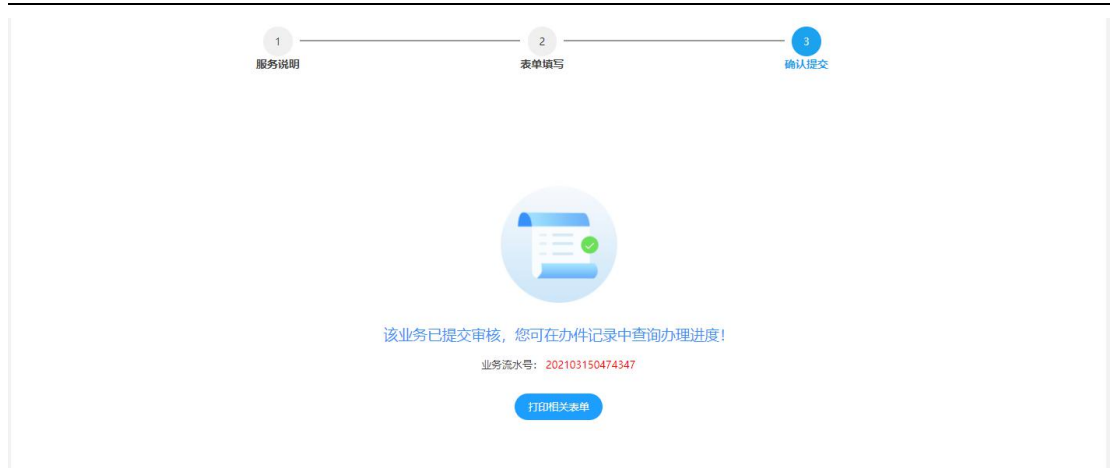 1
2
3
服务说明
表单填写
确认提交
该业务已提交审核，您可在办件记录中查询办理进度！
业务流水号： 202103150474347
打印相关表单